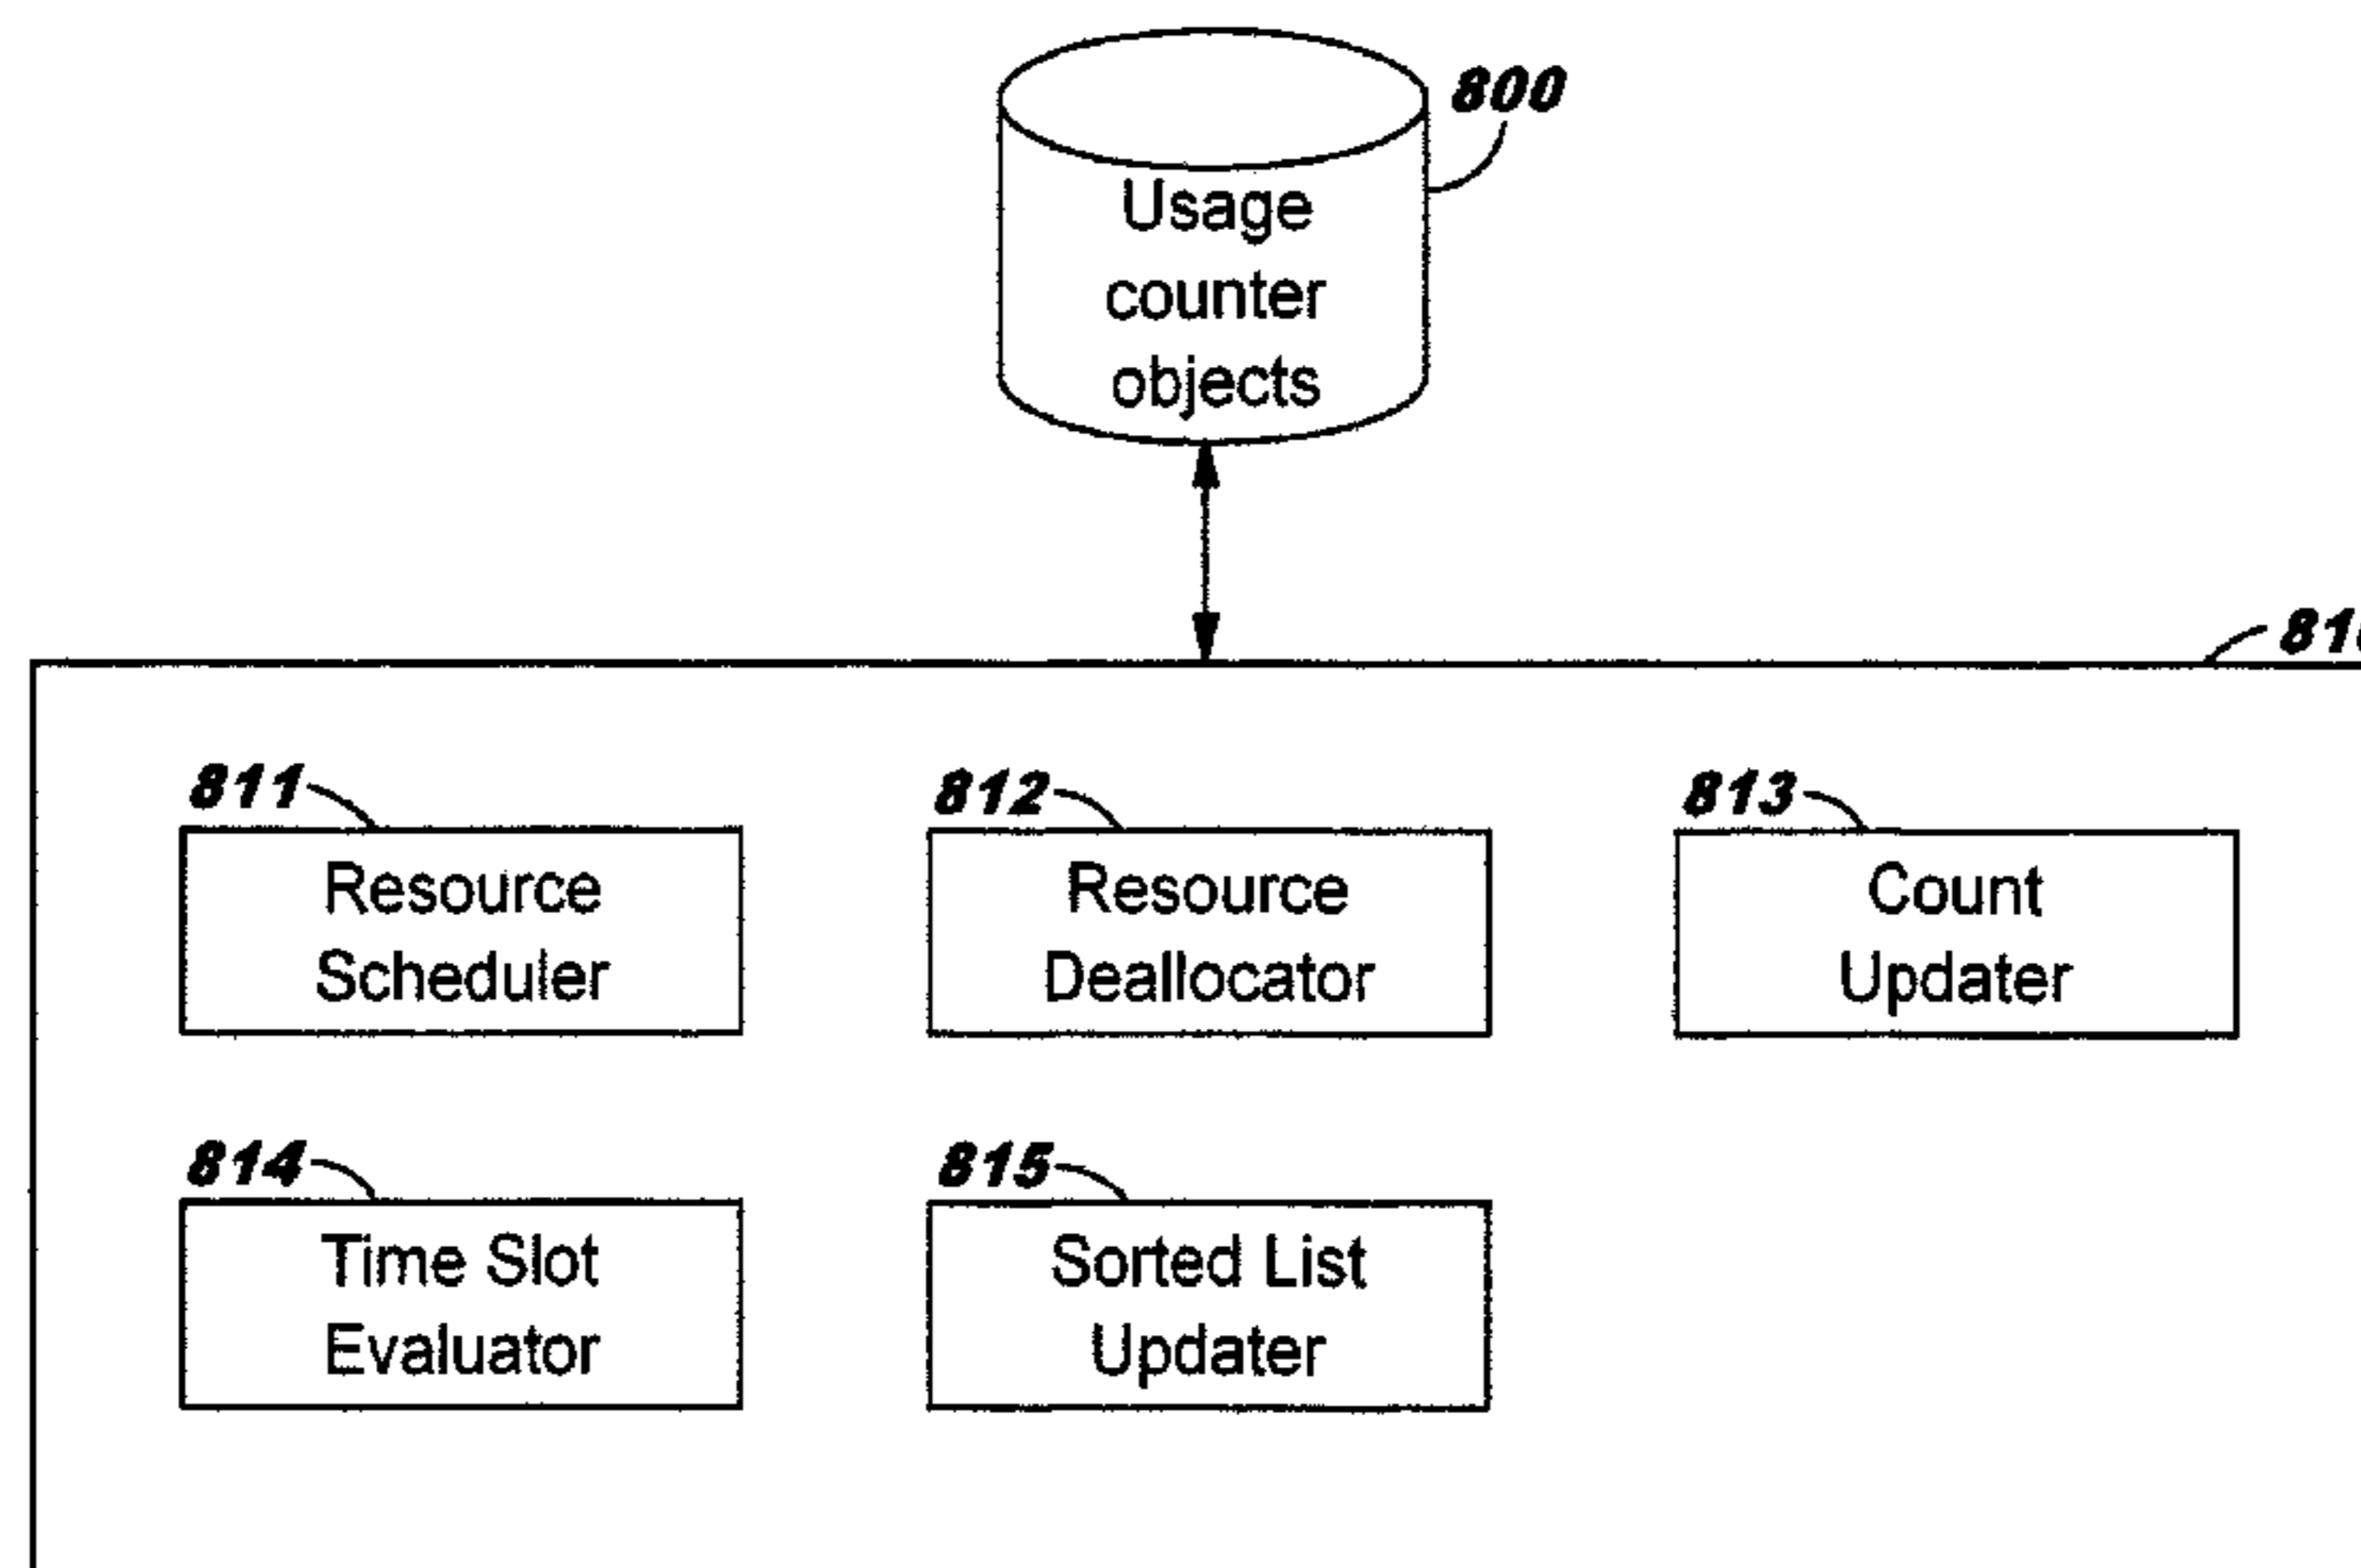 800
Usage
counter
objects
811
Resource
Scheduler
812
Resource
Deallocator
813
Count
Updater
814
Time Slot
Evaluator
815
Sorted List
Updater